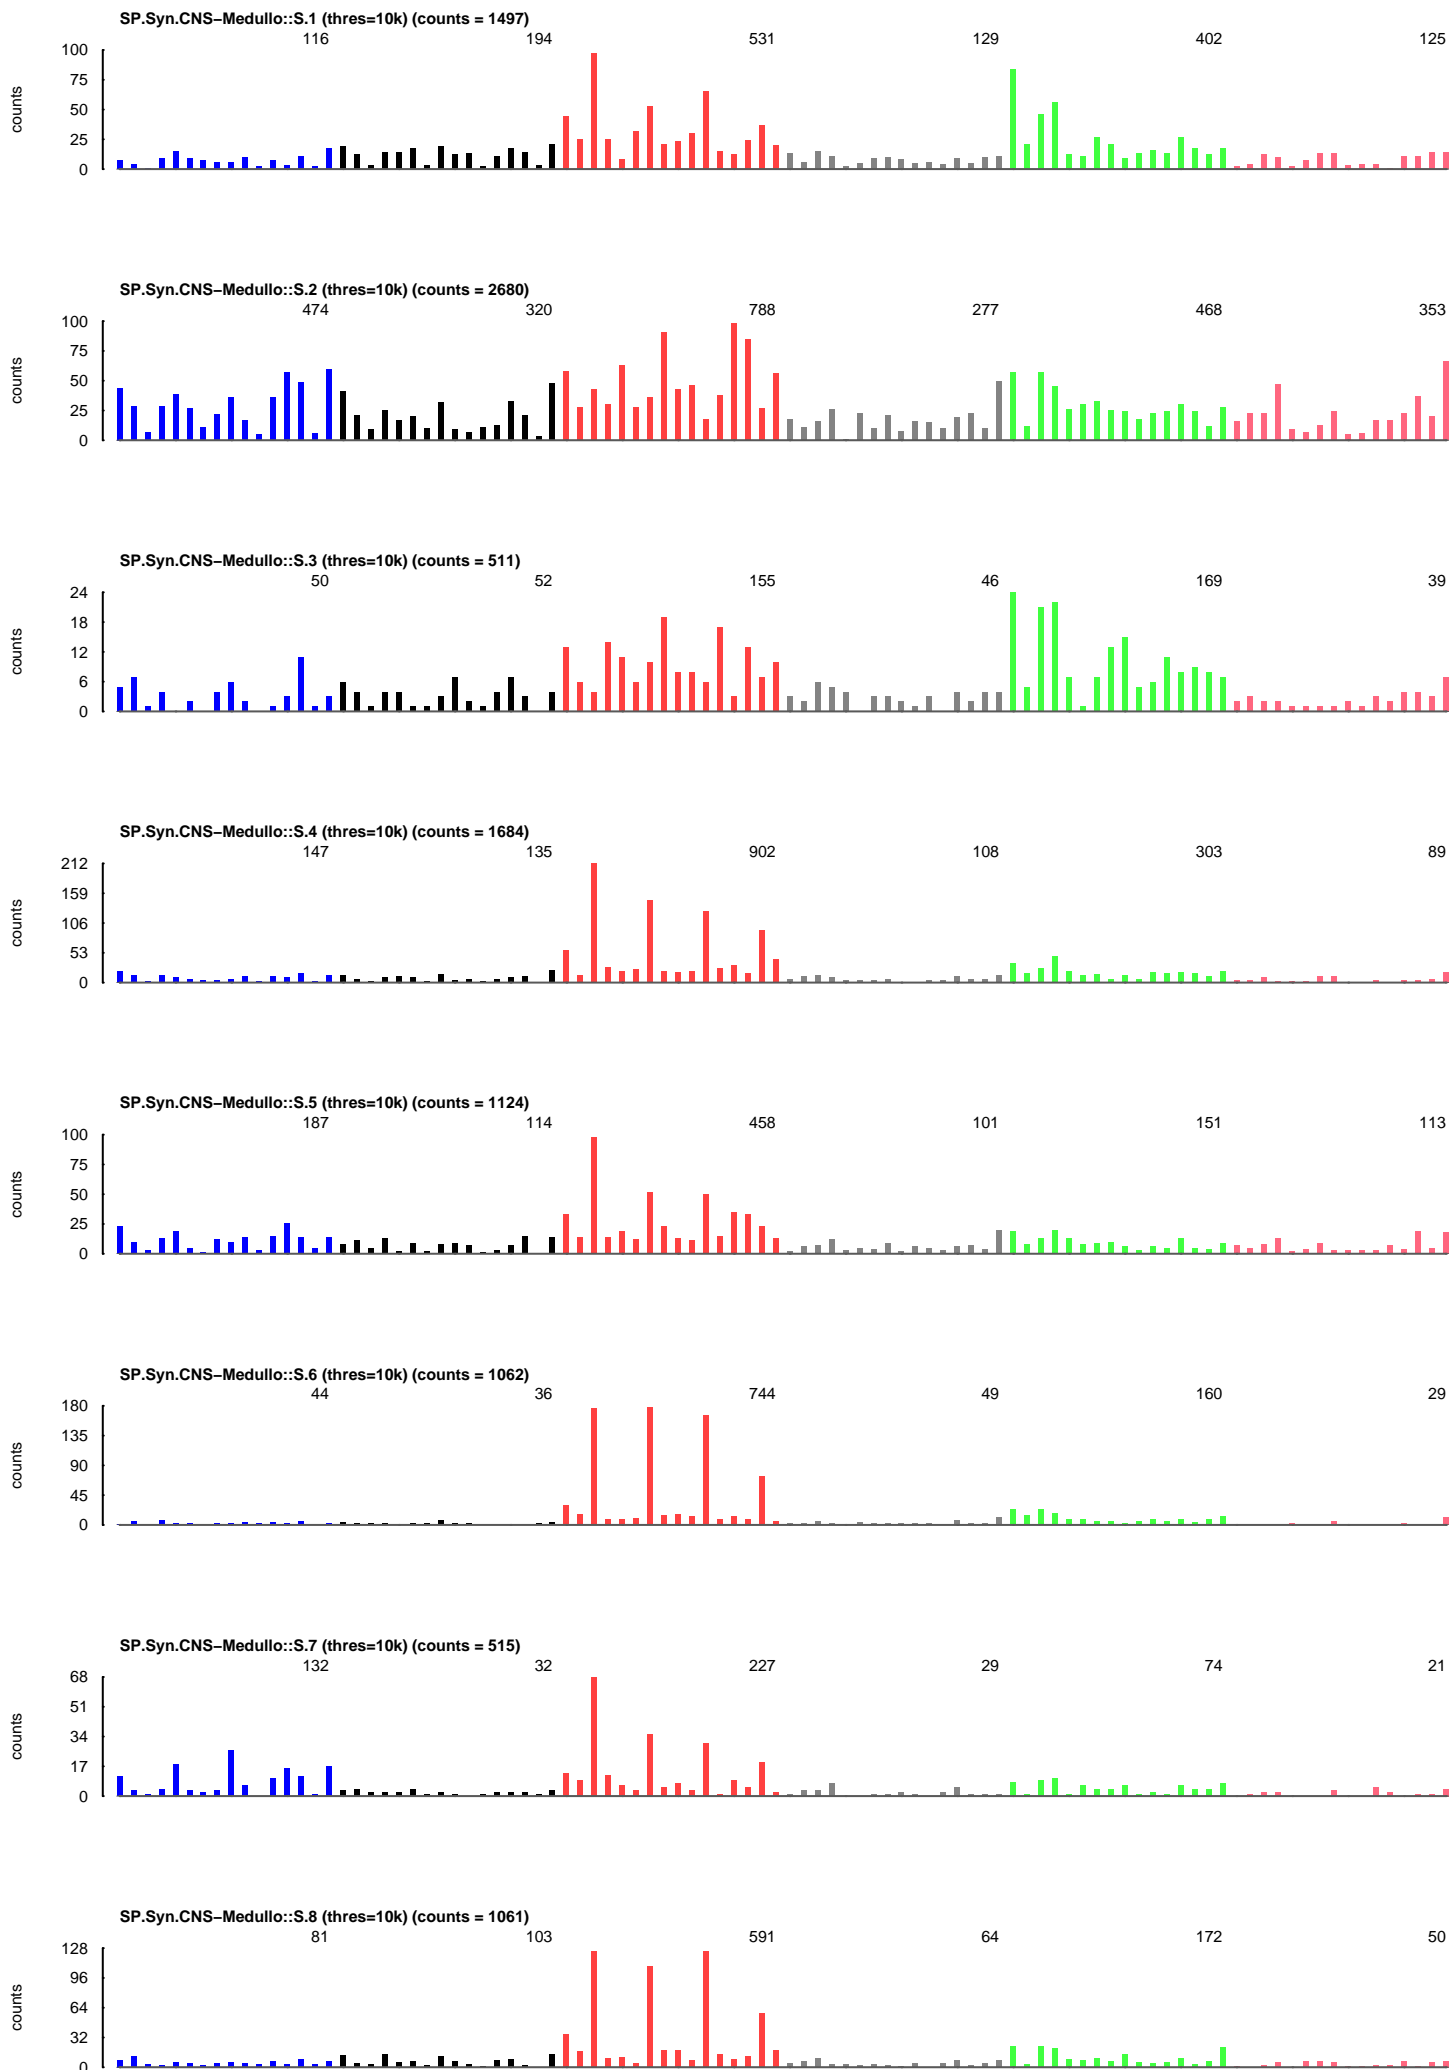 SP.Syn.CNS−Medullo::S.1 (thres=10k) (counts = 1497)
116 194 531 129 402 125
100
75
50
25
0
counts
SP.Syn.CNS−Medullo::S.2 (thres=10k) (counts = 2680)
474 320 788 277 468 353
100
75
50
25
0
counts
SP.Syn.CNS−Medullo::S.3 (thres=10k) (counts = 511)
50 52 155 46 169 39
24
18
12
6
0
counts
SP.Syn.CNS−Medullo::S.4 (thres=10k) (counts = 1684)
147 135 902 108 303 89
212
159
106
53
0
counts
SP.Syn.CNS−Medullo::S.5 (thres=10k) (counts = 1124)
187 114 458 101 151 113
100
75
50
25
0
counts
SP.Syn.CNS−Medullo::S.6 (thres=10k) (counts = 1062)
44 36 744 49 160 29
180
135
90
45
0
counts
SP.Syn.CNS−Medullo::S.7 (thres=10k) (counts = 515)
132 32 227 29 74 21
68
51
34
17
0
counts
SP.Syn.CNS−Medullo::S.8 (thres=10k) (counts = 1061)
81 103 591 64 172 50
128
96
64
32
0
counts